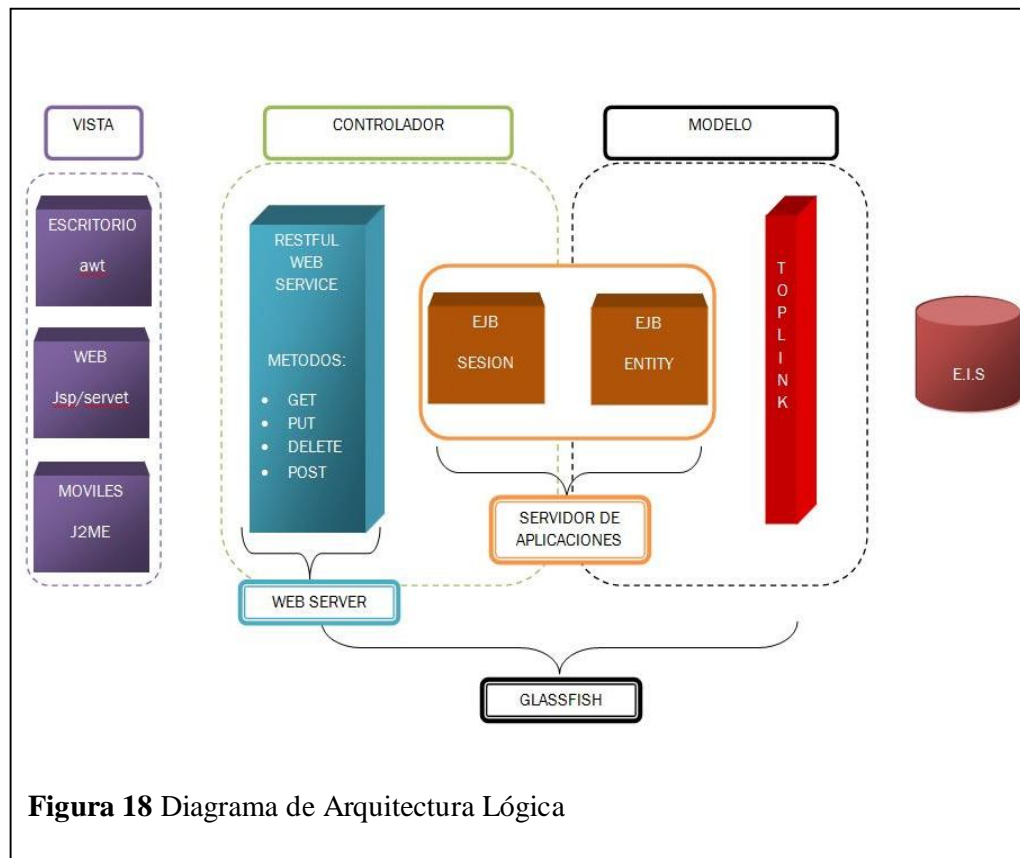 VISTA
CONTROLADOR
MODELO
ESCRITORIO
awt
WEB
Jsp/servet
MOVILES
J2ME
RESTFUL
WEB
SERVICE
METODOS:
• GET
• PUT
• DELETE
• POST
EJB
SESION
EJB
ENTITY
T
O
P
L
I
N
K
E.I.S
SERVIDOR DE
APLICACIONES
WEB SERVER
GLASSFISH
Figura 18 Diagrama de Arquitectura Lógica